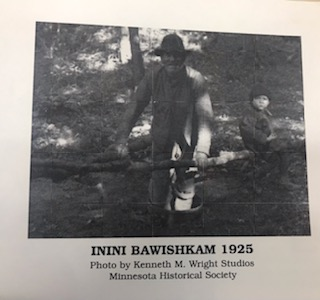 ININI BAWISHKAM 1925
Photo by Kenneth M. Wright Studios
Minnesota Historical Society